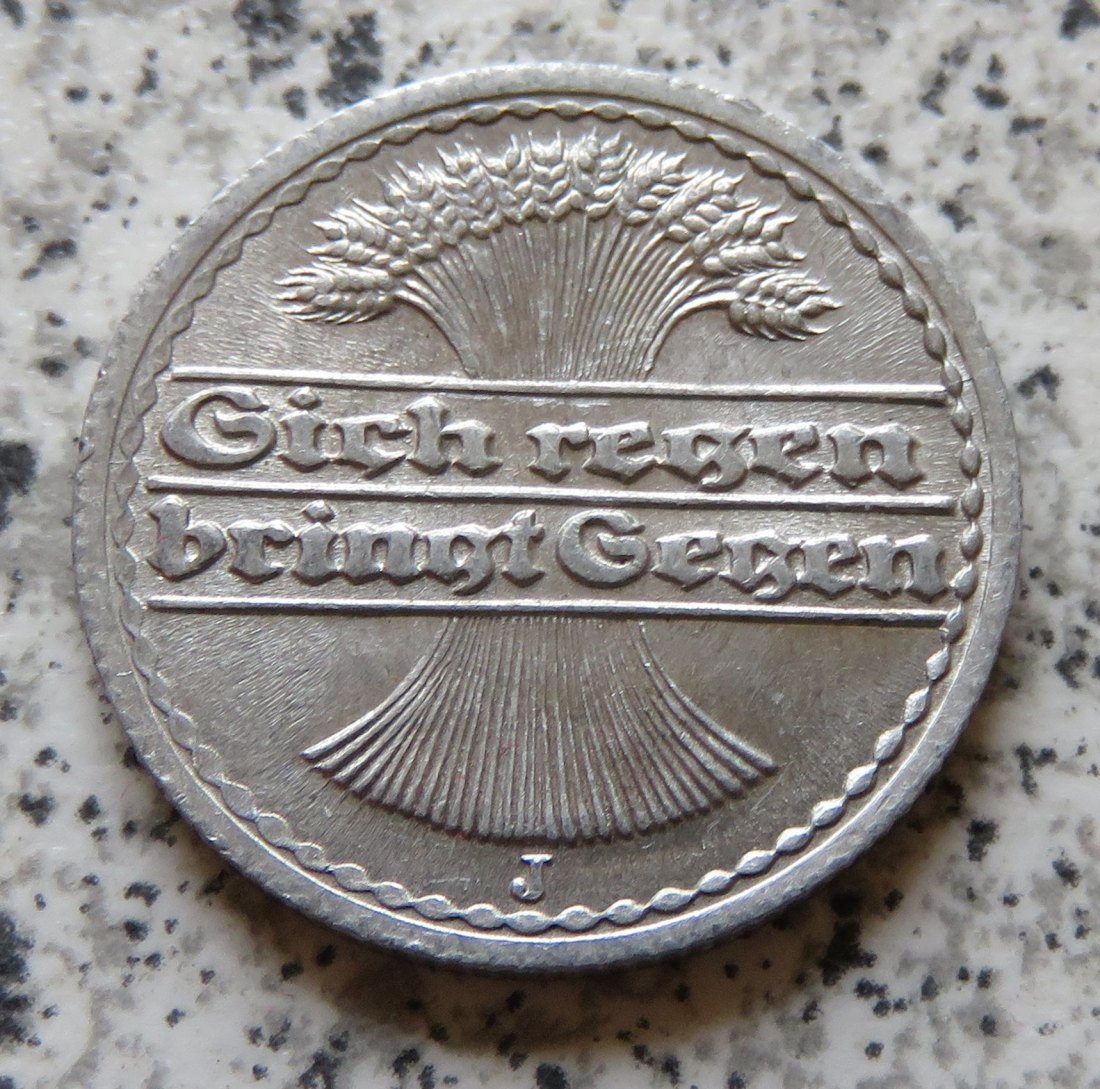 Sich regen
bringt Segen
J